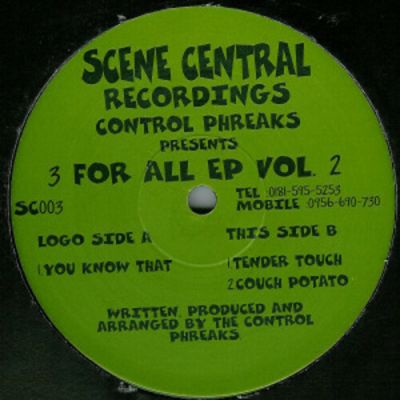 SCENE CENTRAL
RECORDINGS
CONTROL PHREAKS
PRESENTS
3 FOR ALL EP VOL. 2
SC003
TEL :0181-595-5253
MOBILE :0956-690-730
LOGO SIDE A
THIS SIDE B
1 YOU KNOW THAT
1 TENDER TOUCH
2 COUCH POTATO
WRITTEN, PRODUCED AND
ARRANGED BY THE CONTROL
PHREAKS.